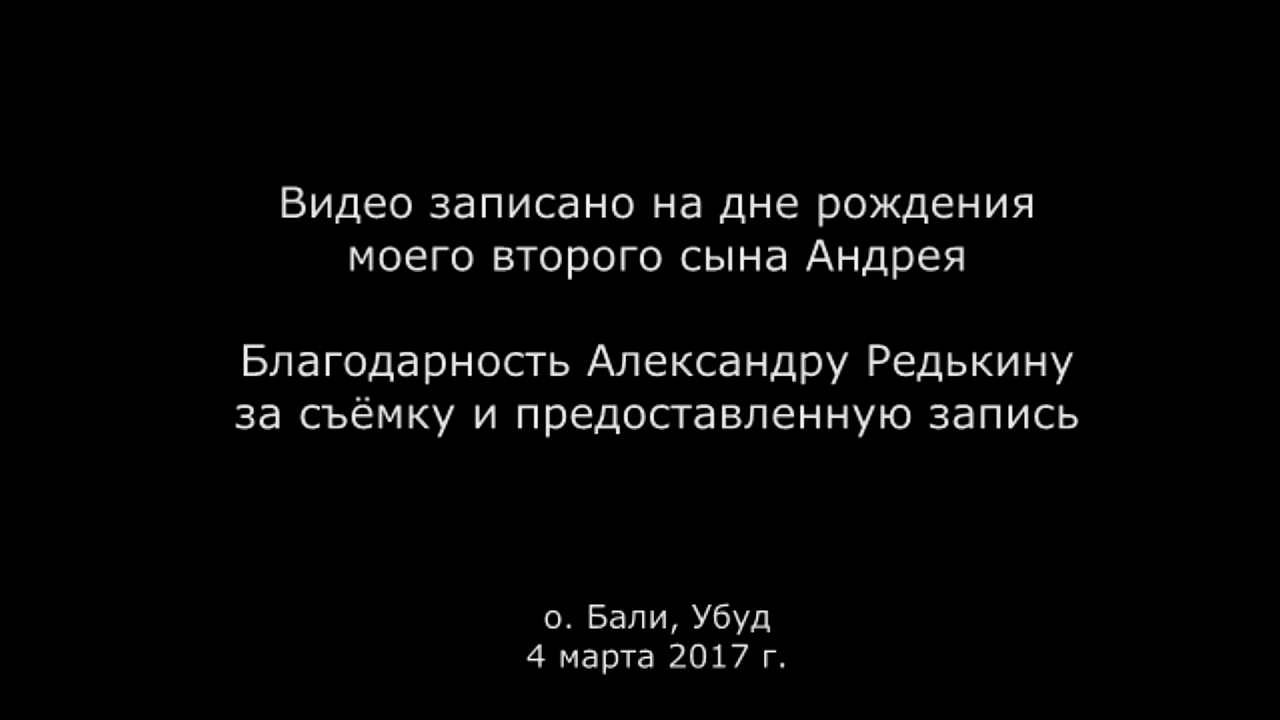 Видео записано на дне рождения
моего второго сына Андрея
Благодарность Александру Редькину
за съёмку и предоставленную запись
о. Бали, Убуд
4 марта 2017 г.